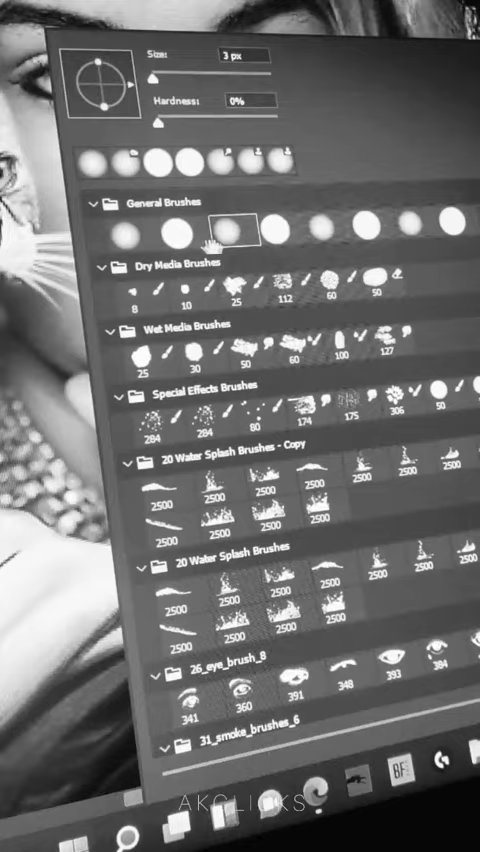 Size: 3 px
Hardness: 0%
General Brushes
Dry Media Brushes
8 10 25 112 60 50
Wet Media Brushes
25 30 50 60 100 127
Special Effects Brushes
284 284 80 174 175 306 50
20 Water Splash Brushes - Copy
2500 2500 2500 2500 2500 2500 2500
2500 2500 2500 2500
20 Water Splash Brushes
2500 2500 2500 2500 2500 2500 2500
2500 2500 2500 2500
26_eye_brush_8
341 360 391 348 393 384
31_smoke_brushes_6
BF
AKCLICKS